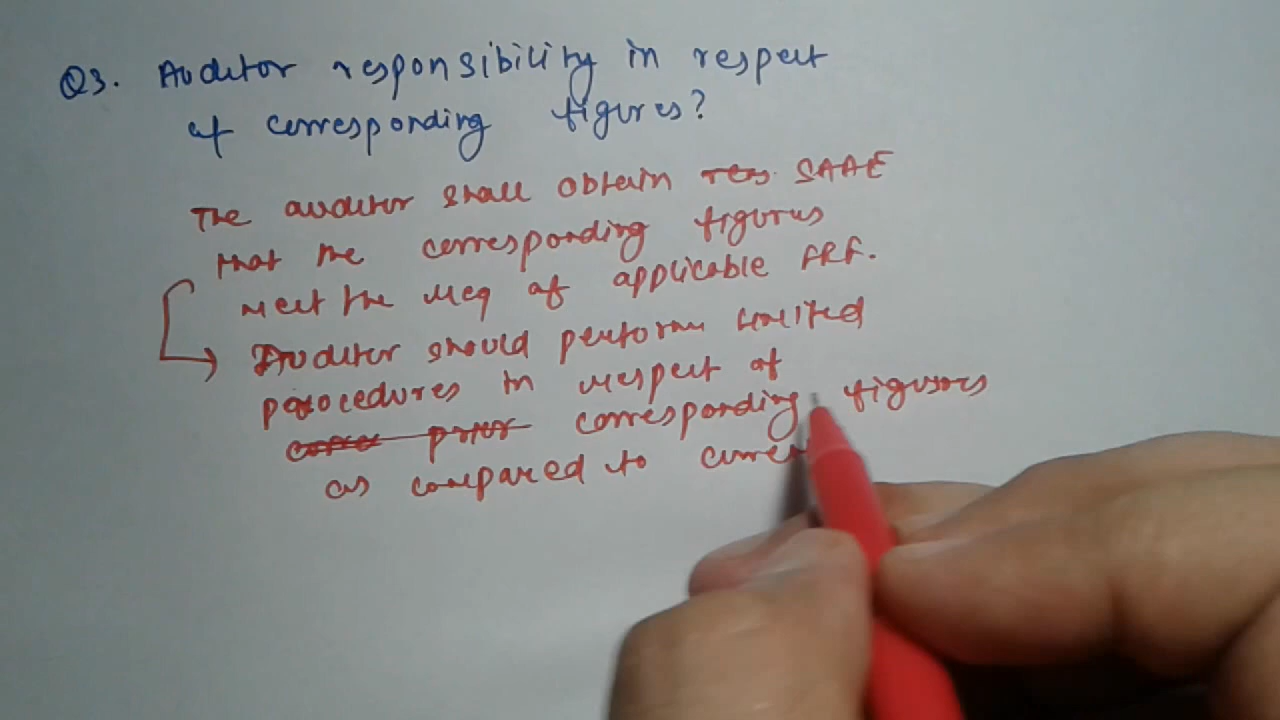 Q3. Auditor responsibility in respect
of corresponding figures?
The auditor shall obtain SAAE
that the corresponding figures
meet the req of applicable FRF.
Auditor should perform limited
procedures in respect of
corresponding figures
as compared to